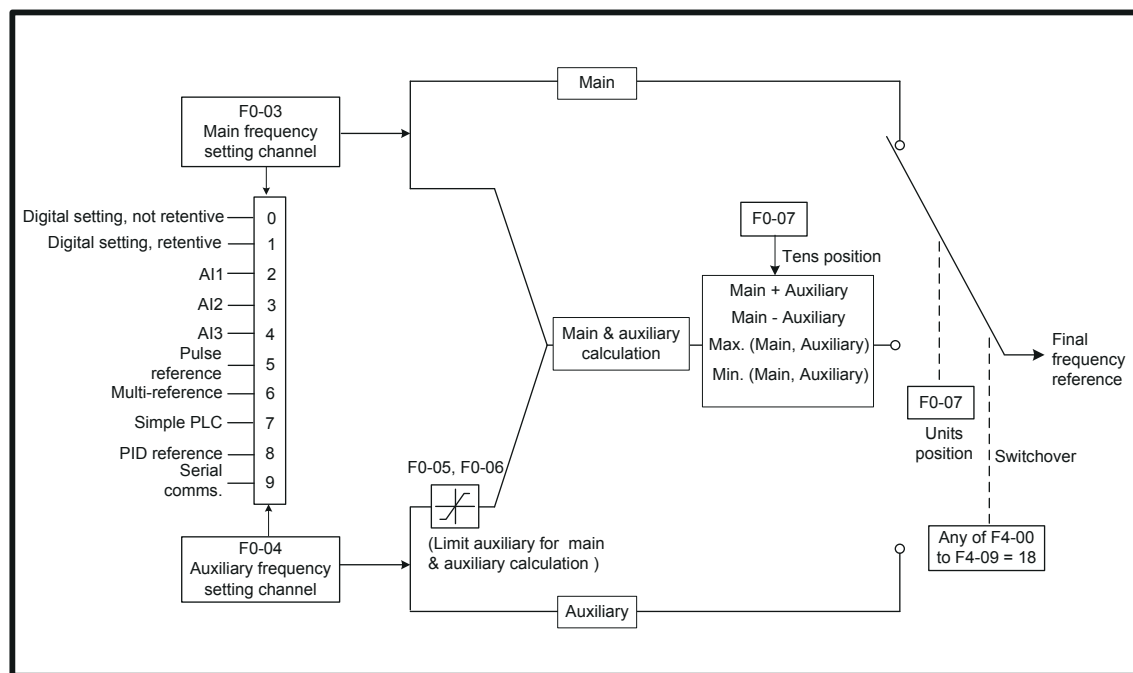 F0-03
Main frequency
setting channel
Digital setting, not retentive
0
Digital setting, retentive
1
AI1
2
AI2
3
AI3
4
Pulse
reference
5
Multi-reference
6
Simple PLC
7
PID reference
8
Serial
comms.
9
F0-04
Auxiliary frequency
setting channel
Main
F0-05, F0-06
(Limit auxiliary for main
& auxiliary calculation )
Auxiliary
Main & auxiliary
calculation
F0-07
Tens position
Main + Auxiliary
Main - Auxiliary
Max. (Main, Auxiliary)
Min. (Main, Auxiliary)
F0-07
Units
position
Switchover
Any of F4-00
to F4-09 = 18
Final
frequency
reference